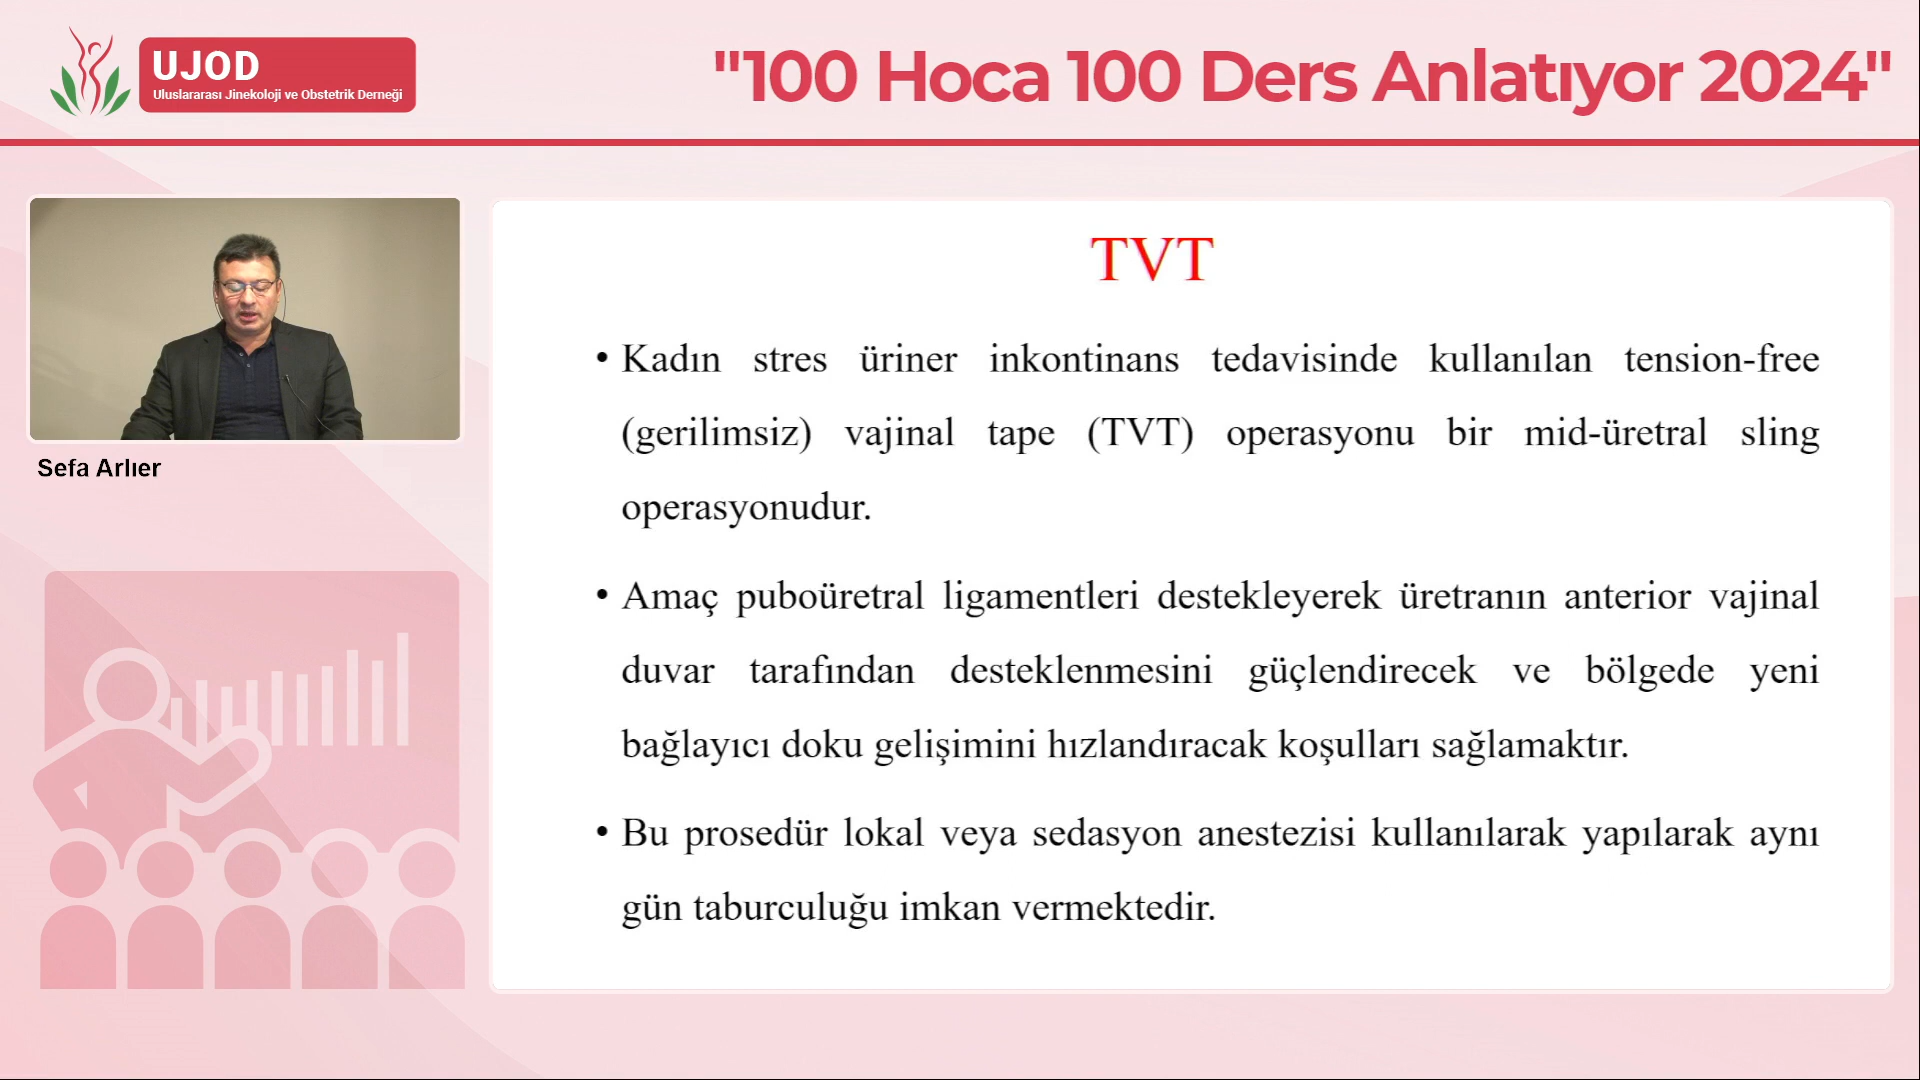 UJOD
Uluslararası Jinekoloji ve Obstetrik Derneği
"100 Hoca 100 Ders Anlatıyor 2024"
Sefa Arlıer
TVT
• Kadın stres üriner inkontinans tedavisinde kullanılan tension-free
(gerilimsiz) vajinal tape (TVT) operasyonu bir mid-üretral sling
operasyonudur.
• Amaç puboüretral ligamentleri destekleyerek üretranın anterior vajinal
duvar tarafından desteklenmesini güçlendirecek ve bölgede yeni
bağlayıcı doku gelişimini hızlandıracak koşulları sağlamaktır.
• Bu prosedür lokal veya sedasyon anestezisi kullanılarak yapılarak aynı
gün taburculuğu imkan vermektedir.